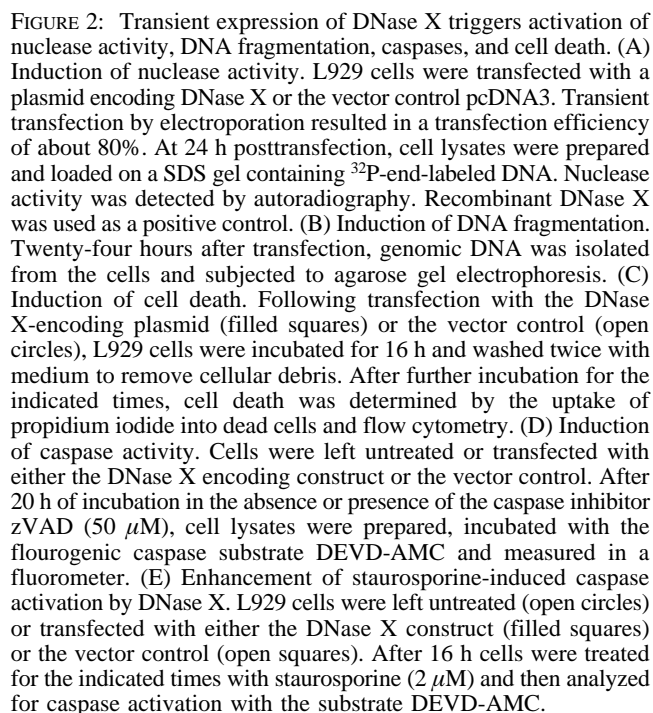 FIGURE 2: Transient expression of DNase X triggers activation of
nuclease activity, DNA fragmentation, caspases, and cell death. (A)
Induction of nuclease activity. L929 cells were transfected with a
plasmid encoding DNase X or the vector control pcDNA3. Transient
transfection by electroporation resulted in a transfection efficiency
of about 80%. At 24 h posttransfection, cell lysates were prepared
and loaded on a SDS gel containing ³²P-end-labeled DNA. Nuclease
activity was detected by autoradiography. Recombinant DNase X
was used as a positive control. (B) Induction of DNA fragmentation.
Twenty-four hours after transfection, genomic DNA was isolated
from the cells and subjected to agarose gel electrophoresis. (C)
Induction of cell death. Following transfection with the DNase
X-encoding plasmid (filled squares) or the vector control (open
circles), L929 cells were incubated for 16 h and washed twice with
medium to remove cellular debris. After further incubation for the
indicated times, cell death was determined by the uptake of
propidium iodide into dead cells and flow cytometry. (D) Induction
of caspase activity. Cells were left untreated or transfected with
either the DNase X encoding construct or the vector control. After
20 h of incubation in the absence or presence of the caspase inhibitor
zVAD (50 μM), cell lysates were prepared, incubated with the
flourogenic caspase substrate DEVD-AMC and measured in a
fluorometer. (E) Enhancement of staurosporine-induced caspase
activation by DNase X. L929 cells were left untreated (open circles)
or transfected with either the DNase X construct (filled squares)
or the vector control (open squares). After 16 h cells were treated
for the indicated times with staurosporine (2 μM) and then analyzed
for caspase activation with the substrate DEVD-AMC.